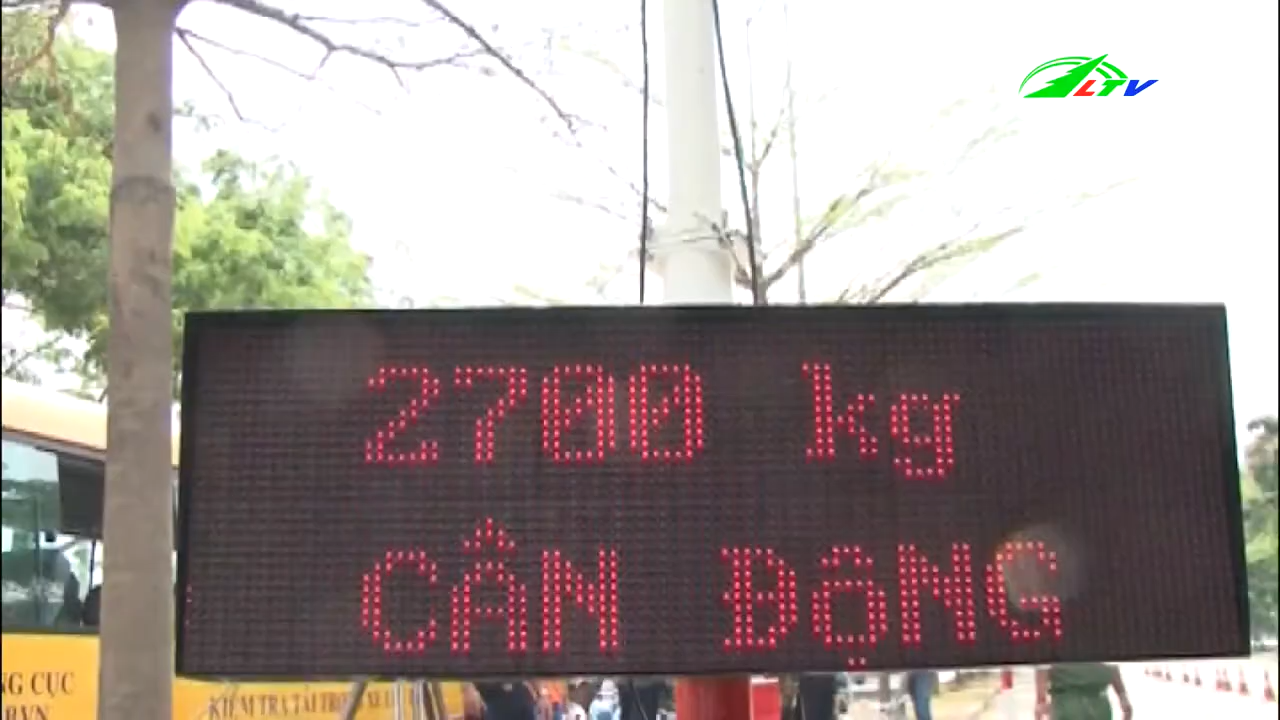 LTV
2700 kg
CÂN ĐỘNG
NG CỤC
KIỂM TRA TẢI TRỌNG XE